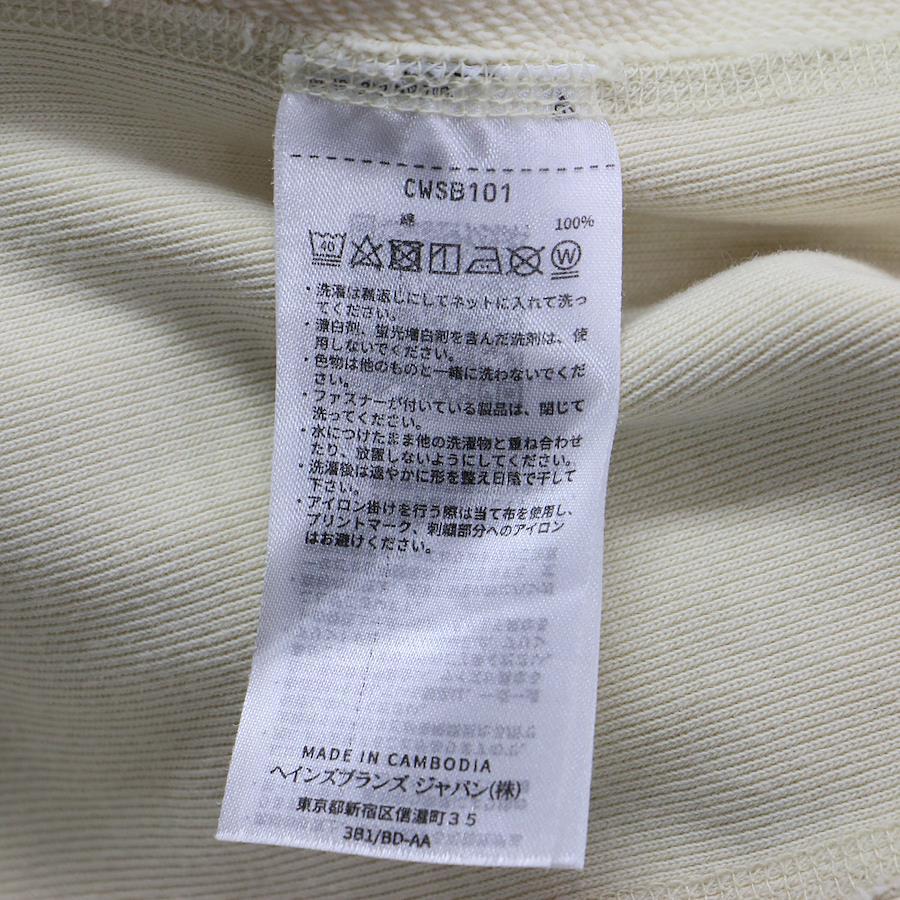 CWSB101
綿 100%
40
W
・洗濯は裏返しにしてネットに入れて洗っ
てください。
・漂白剤、蛍光増白剤を含んだ洗剤は、使
用しないでください。
・色物は他のものと一緒に洗わないでくだ
さい。
・ファスナーが付いている製品は、閉じて
洗ってください。
・水につけたまま他の洗濯物と重ね合わせ
たり、放置しないようにしてください。
・洗濯後は速やかに形を整え日陰で干して
下さい。
・アイロン掛けを行う際は当て布を使用し、
プリントマーク、刺繍部分へのアイロン
はお避けください。
MADE IN CAMBODIA
ヘインズブランズ ジャパン(株)
東京都新宿区信濃町35
3B1/BD-AA